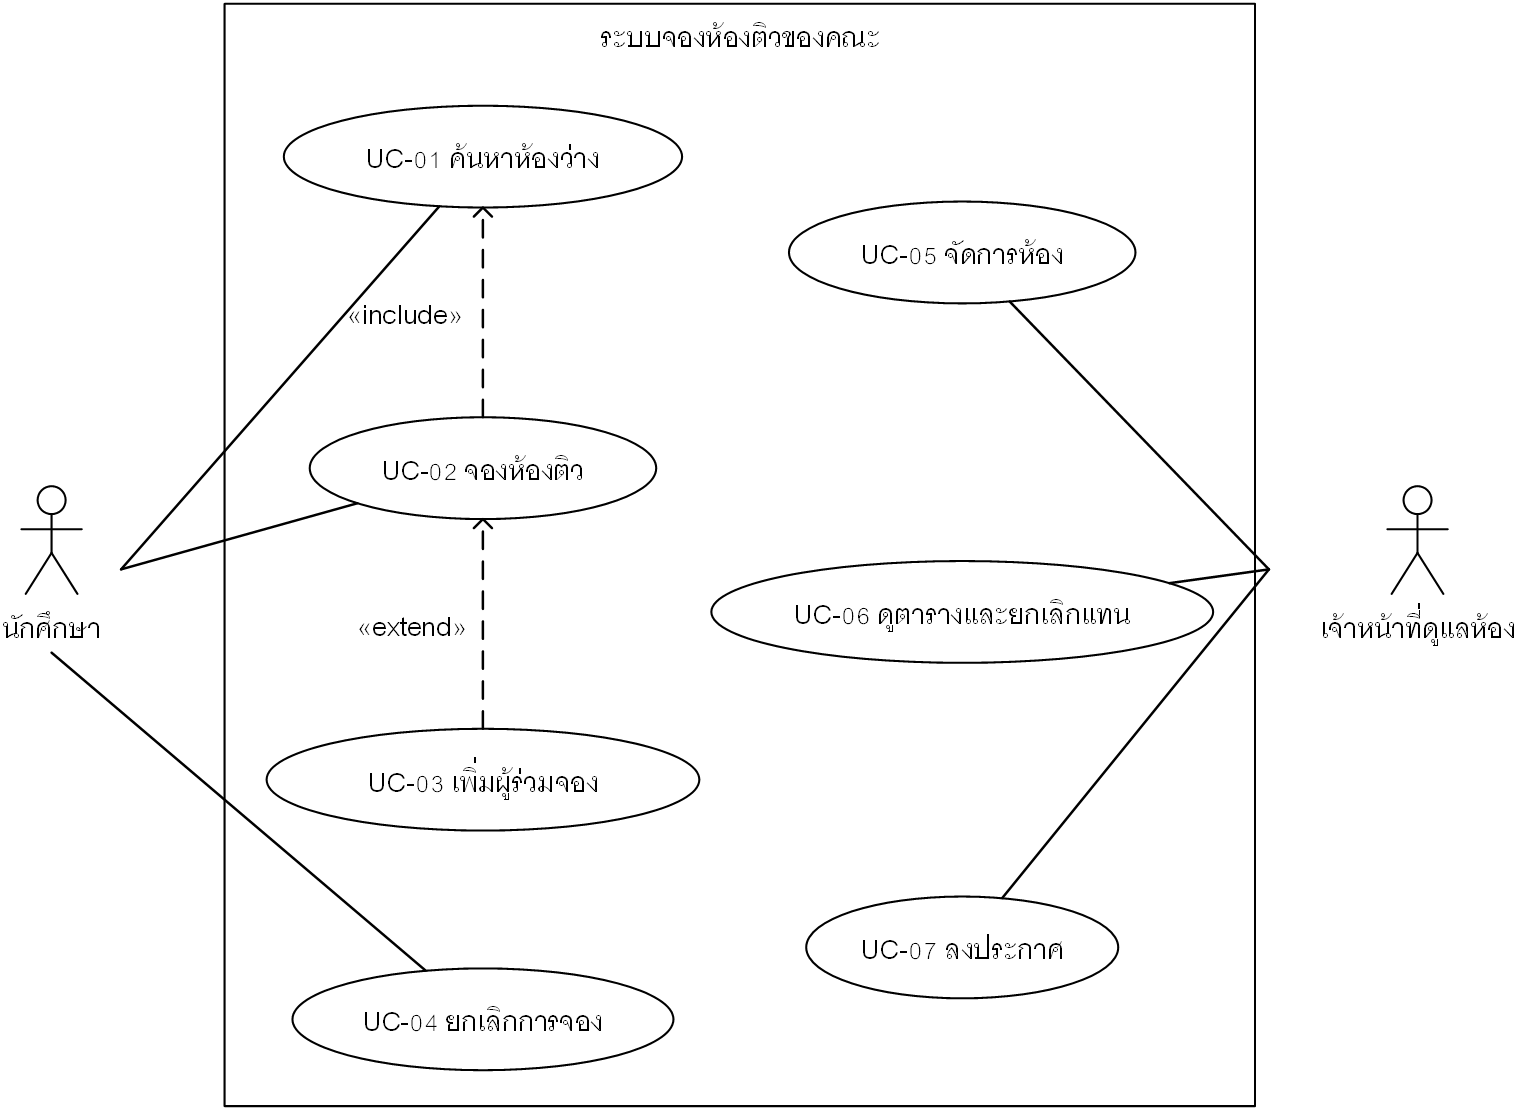 ระบบจองห้องติวของคณะ
UC-01 ค้นหาห้องว่าง
UC-05 จัดการห้อง
«include»
UC-02 จองห้องติว
UC-06 ดูตารางและยกเลิกแทน
«extend»
นักศึกษา
เจ้าหน้าที่ดูแลห้อง
UC-03 เพิ่มผู้ร่วมจอง
UC-07 ลงประกาศ
UC-04 ยกเลิกการจอง